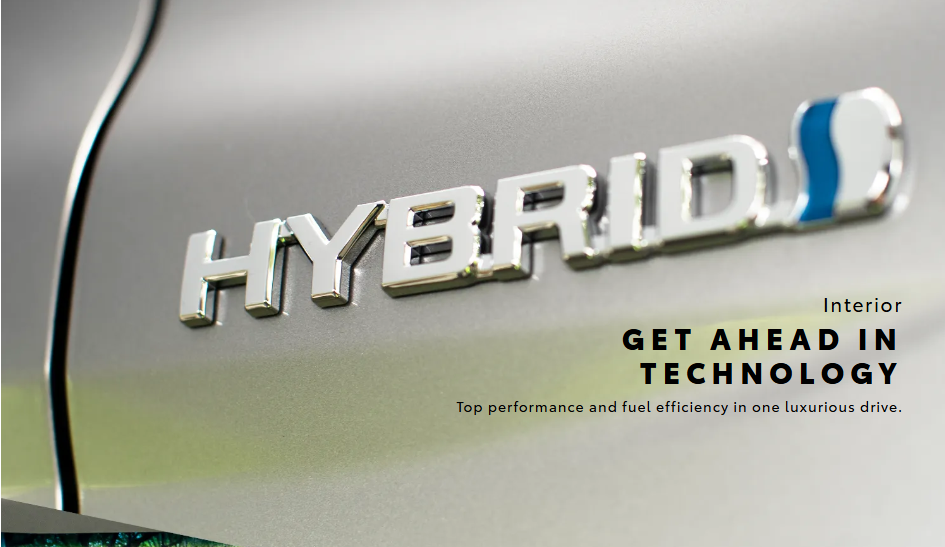 HYBRID
Interior
GET AHEAD IN
TECHNOLOGY
Top performance and fuel efficiency in one luxurious drive.